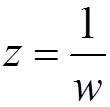 z = 1/w